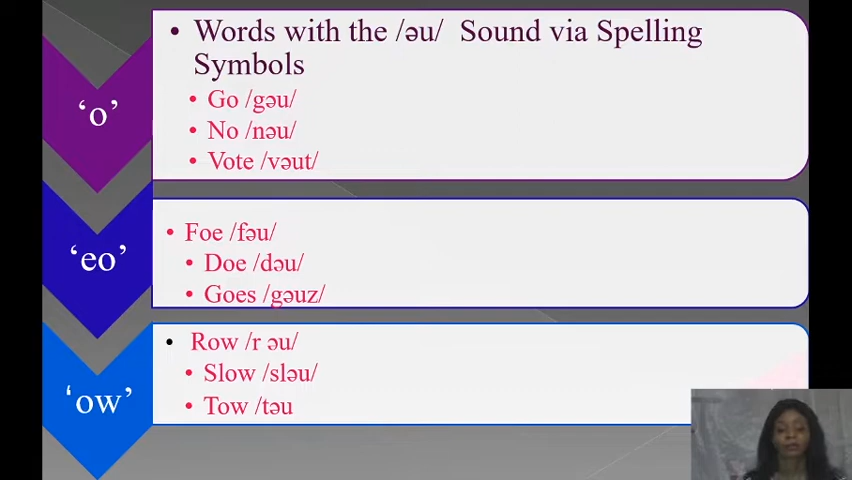 • Words with the /əu/ Sound via Spelling
Symbols
‘o’
• Go /gəu/
• No /nəu/
• Vote /vəut/
‘eo’
• Foe /fəu/
• Doe /dəu/
• Goes /gəuz/
‘ow’
• Row /r əu/
• Slow /sləu/
• Tow /təu